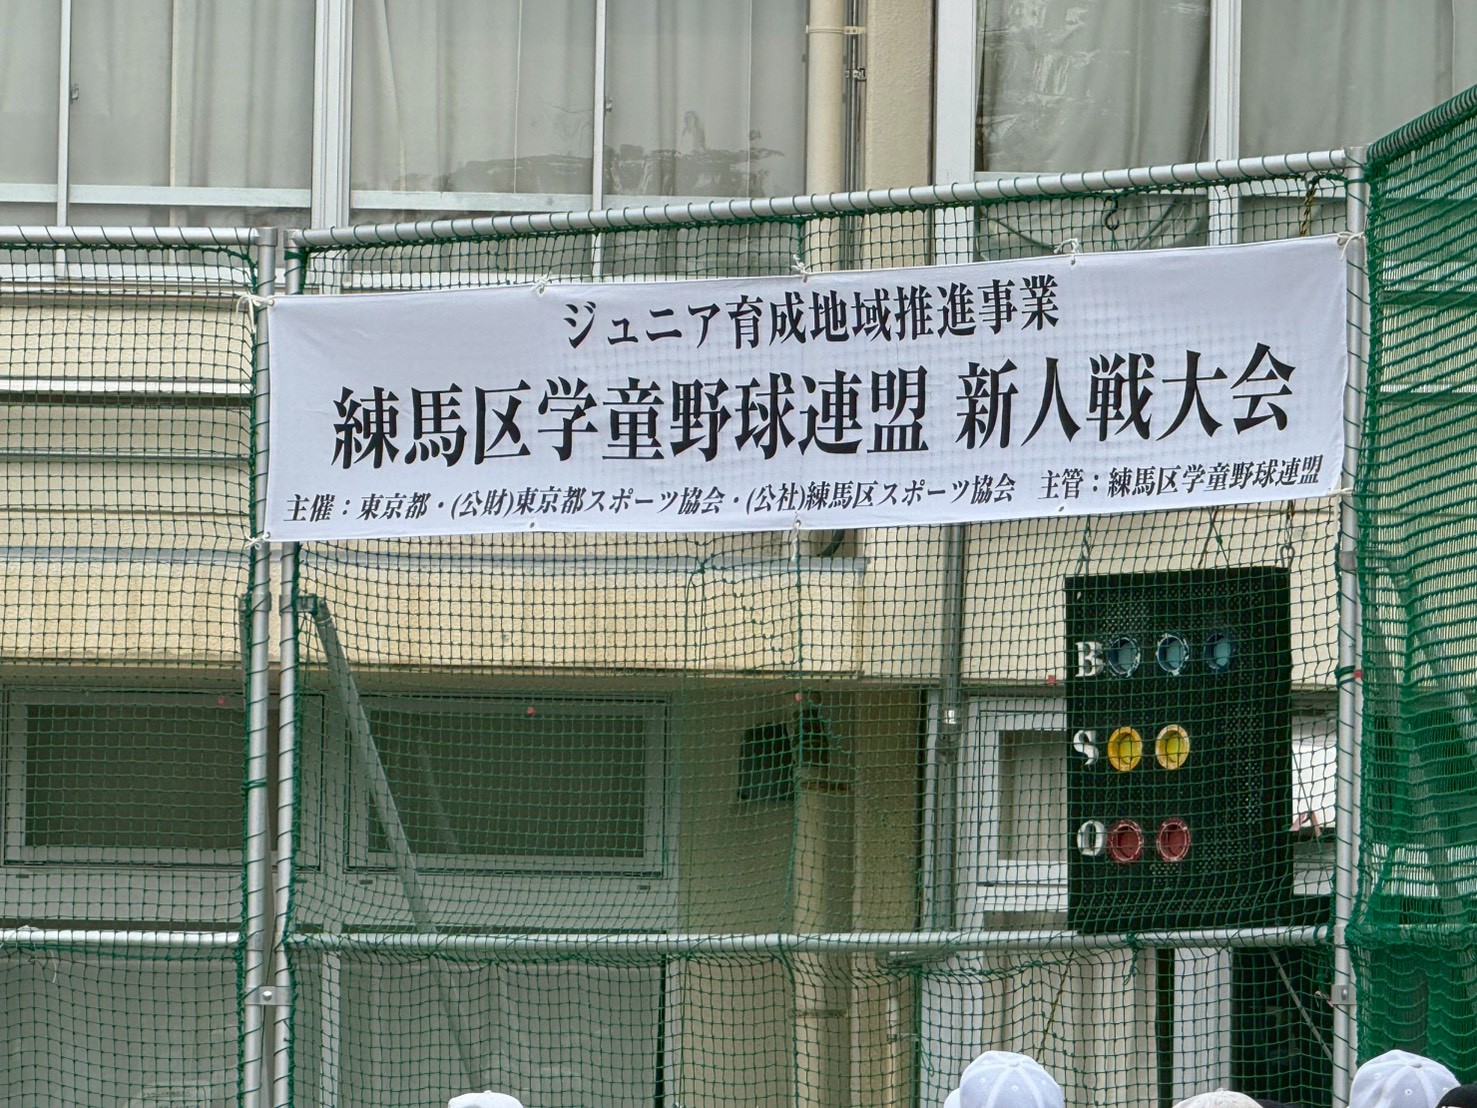 ジュニア育成地域推進事業
練馬区学童野球連盟 新人戦大会
主催：東京都・(公財)東京都スポーツ協会・(公社)練馬区スポーツ協会　主管：練馬区学童野球連盟
B
S
O